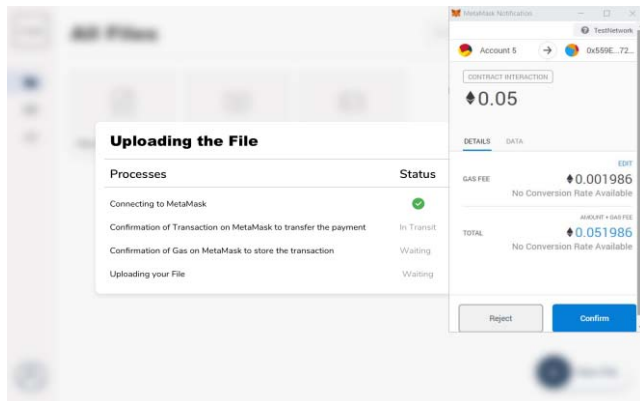 All Files
Uploading the File
Processes Status
Connecting to MetaMask
Confirmation of Transaction on MetaMask to transfer the payment In Transit
Confirmation of Gas on MetaMask to store the transaction Waiting
Uploading your File Waiting
MetaMask Notification
TestNetwork
Account 5 0x559E...72...
CONTRACT INTERACTION
0.05
DETAILS DATA
EDIT
GAS FEE 0.001986
No Conversion Rate Available
AMOUNT + GAS FEE
TOTAL 0.051986
No Conversion Rate Available
Reject Confirm